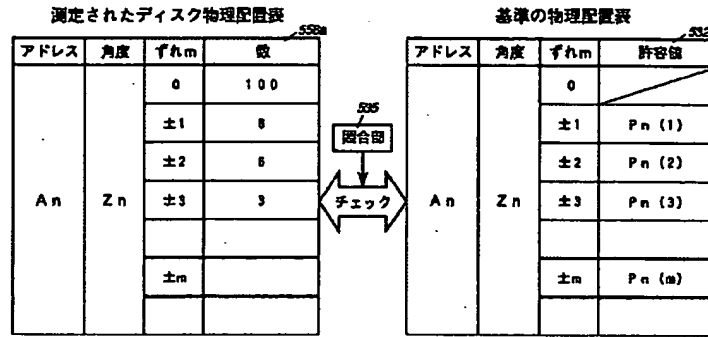 測定されたディスク物理配置表
558a
アドレス 角度 ずれm 数
An Zn
0 100
±1 8
±2 5
±3 3
±m
535
照合部
チェック
基準の物理配置表
532
アドレス 角度 ずれm 許容値
An Zn
0
±1 Pn (1)
±2 Pn (2)
±3 Pn (3)
±m Pn (m)